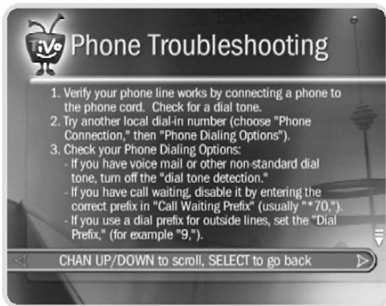 TiVo
Phone Troubleshooting
1. Verify your phone line works by connecting a phone to
the phone cord. Check for a dial tone.
2. Try another local dial-in number (choose "Phone
Connection," then "Phone Dialing Options").
3. Check your Phone Dialing Options:
- If you have voice mail or other non-standard dial
tone, turn off the "dial tone detection."
- If you have call waiting, disable it by entering the
correct prefix in "Call Waiting Prefix" (usually "*70,").
- If you use a dial prefix for outside lines, set the "Dial
Prefix," (for example "9,").
CHAN UP/DOWN to scroll, SELECT to go back